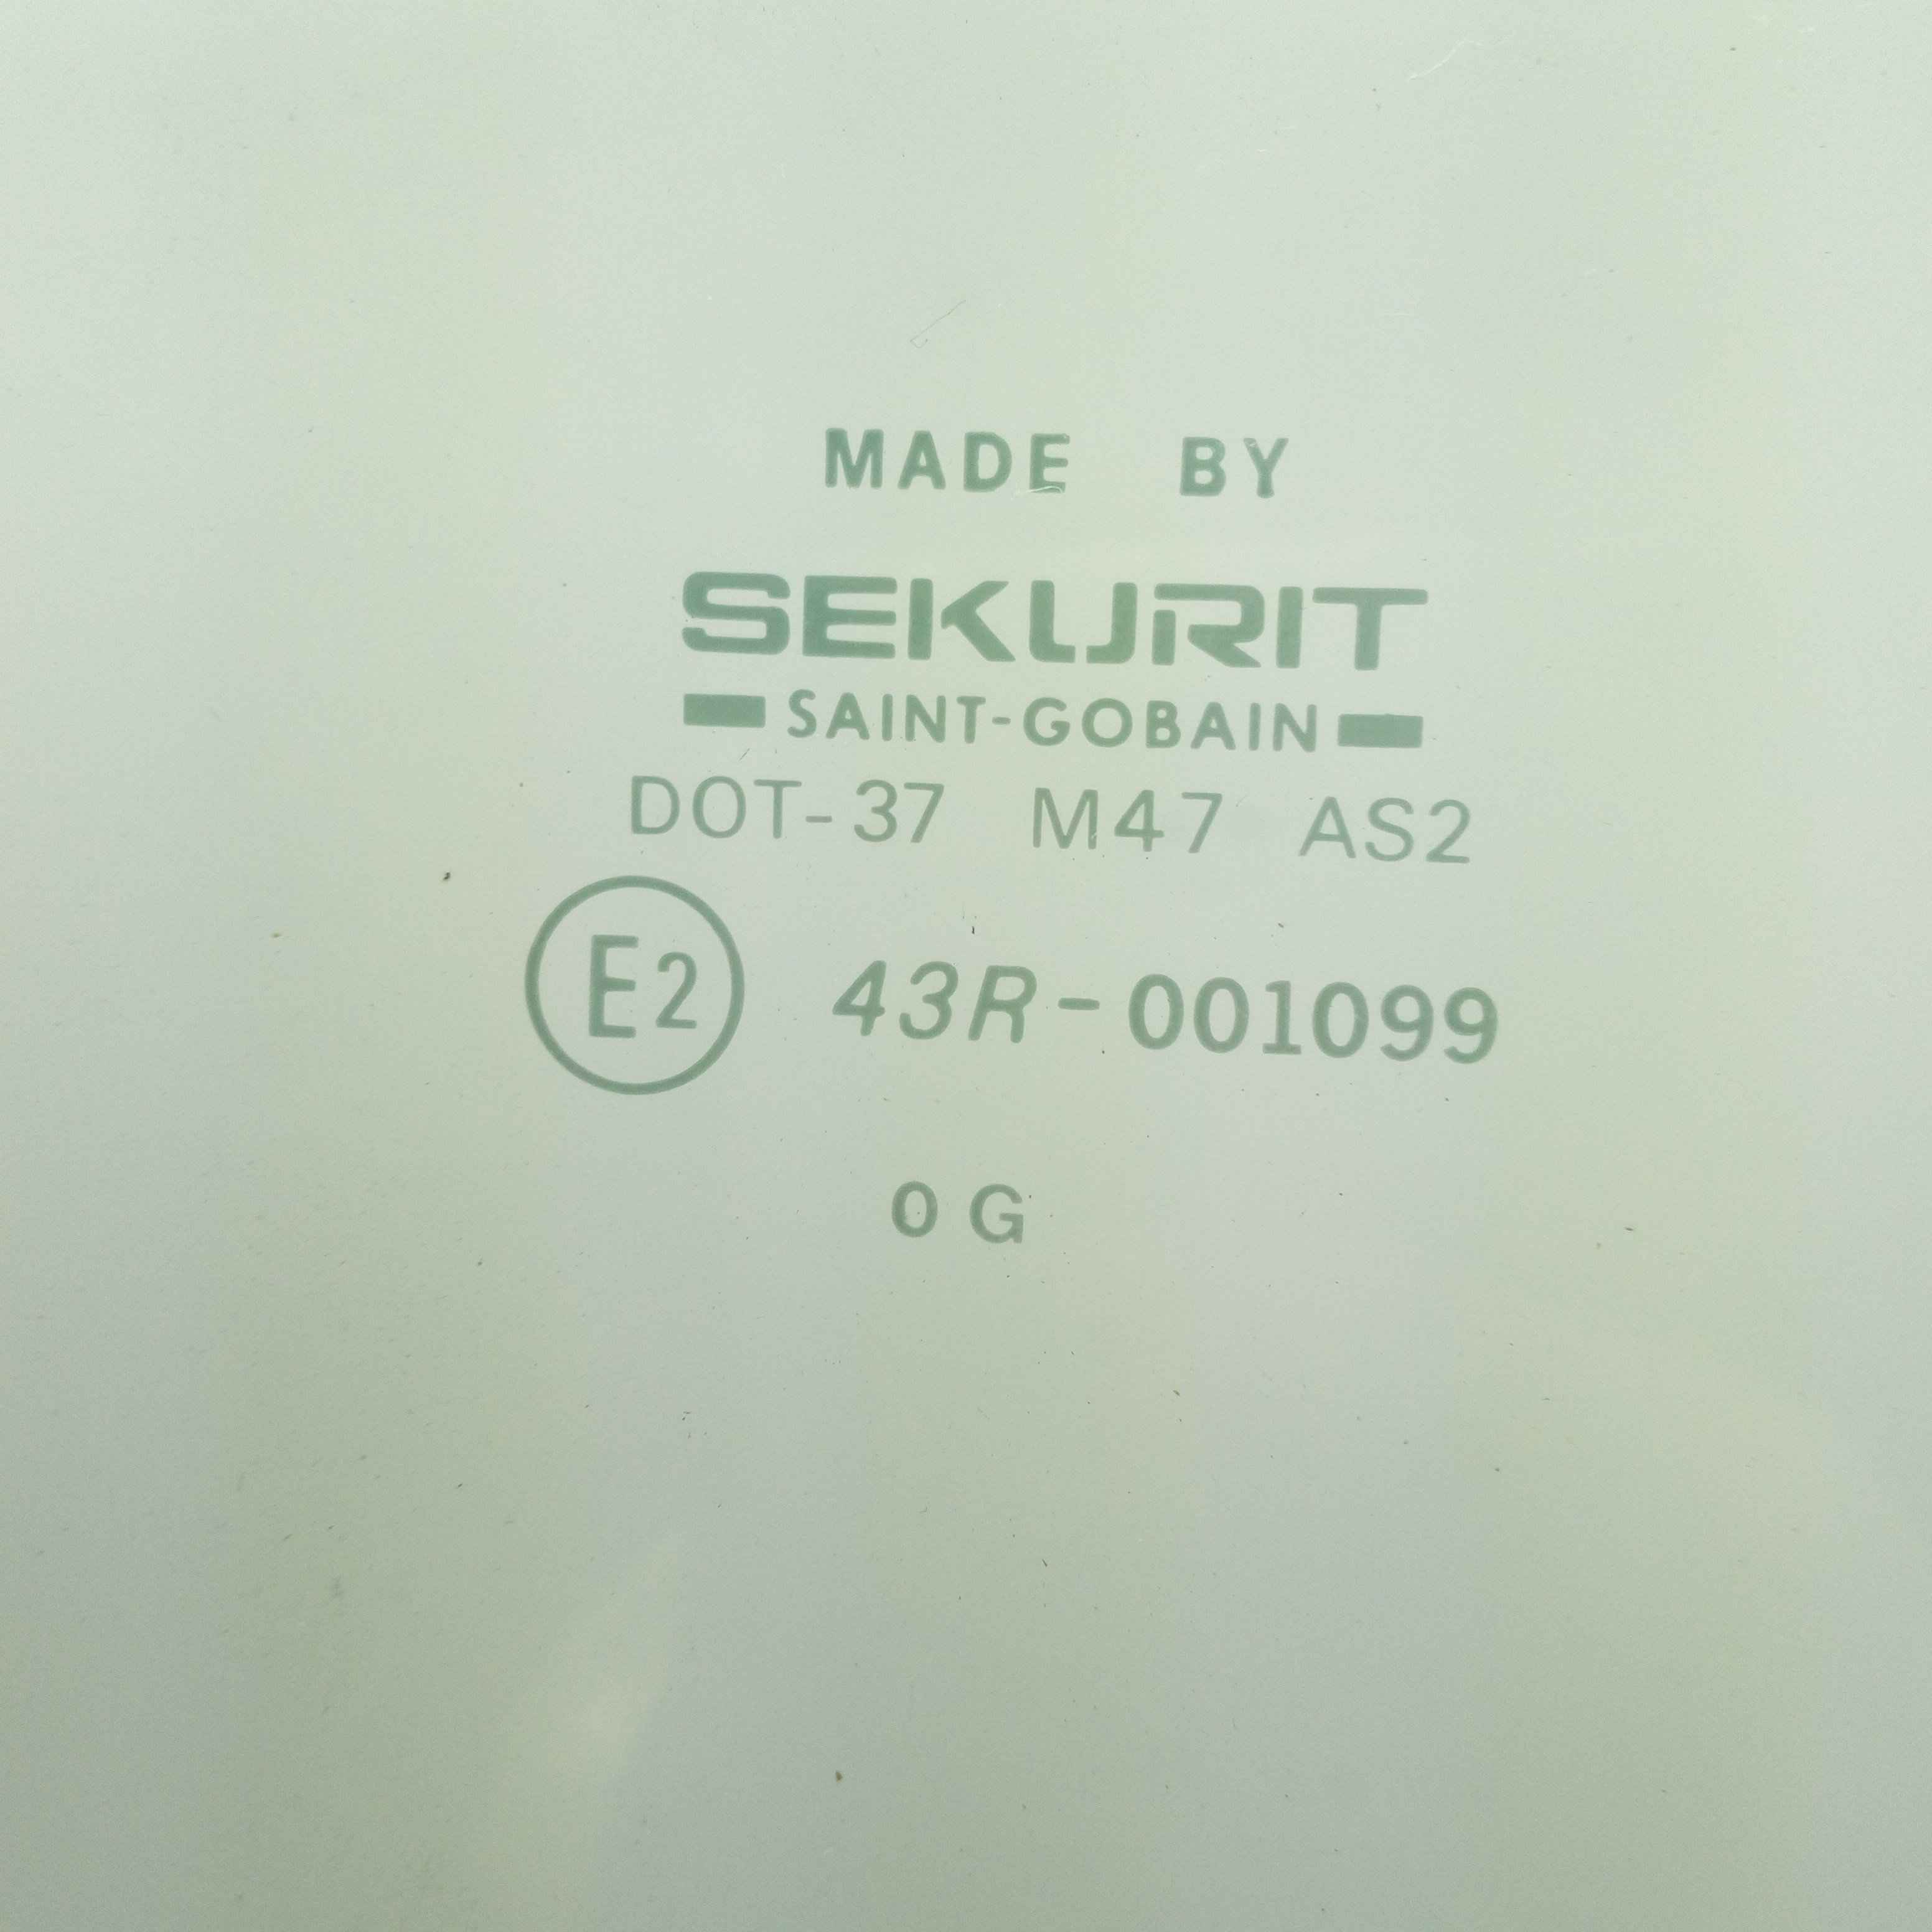 MADE BY
SEKURIT
SAINT-GOBAIN
DOT-37 M47 AS2
E2 43R-001099
0 G